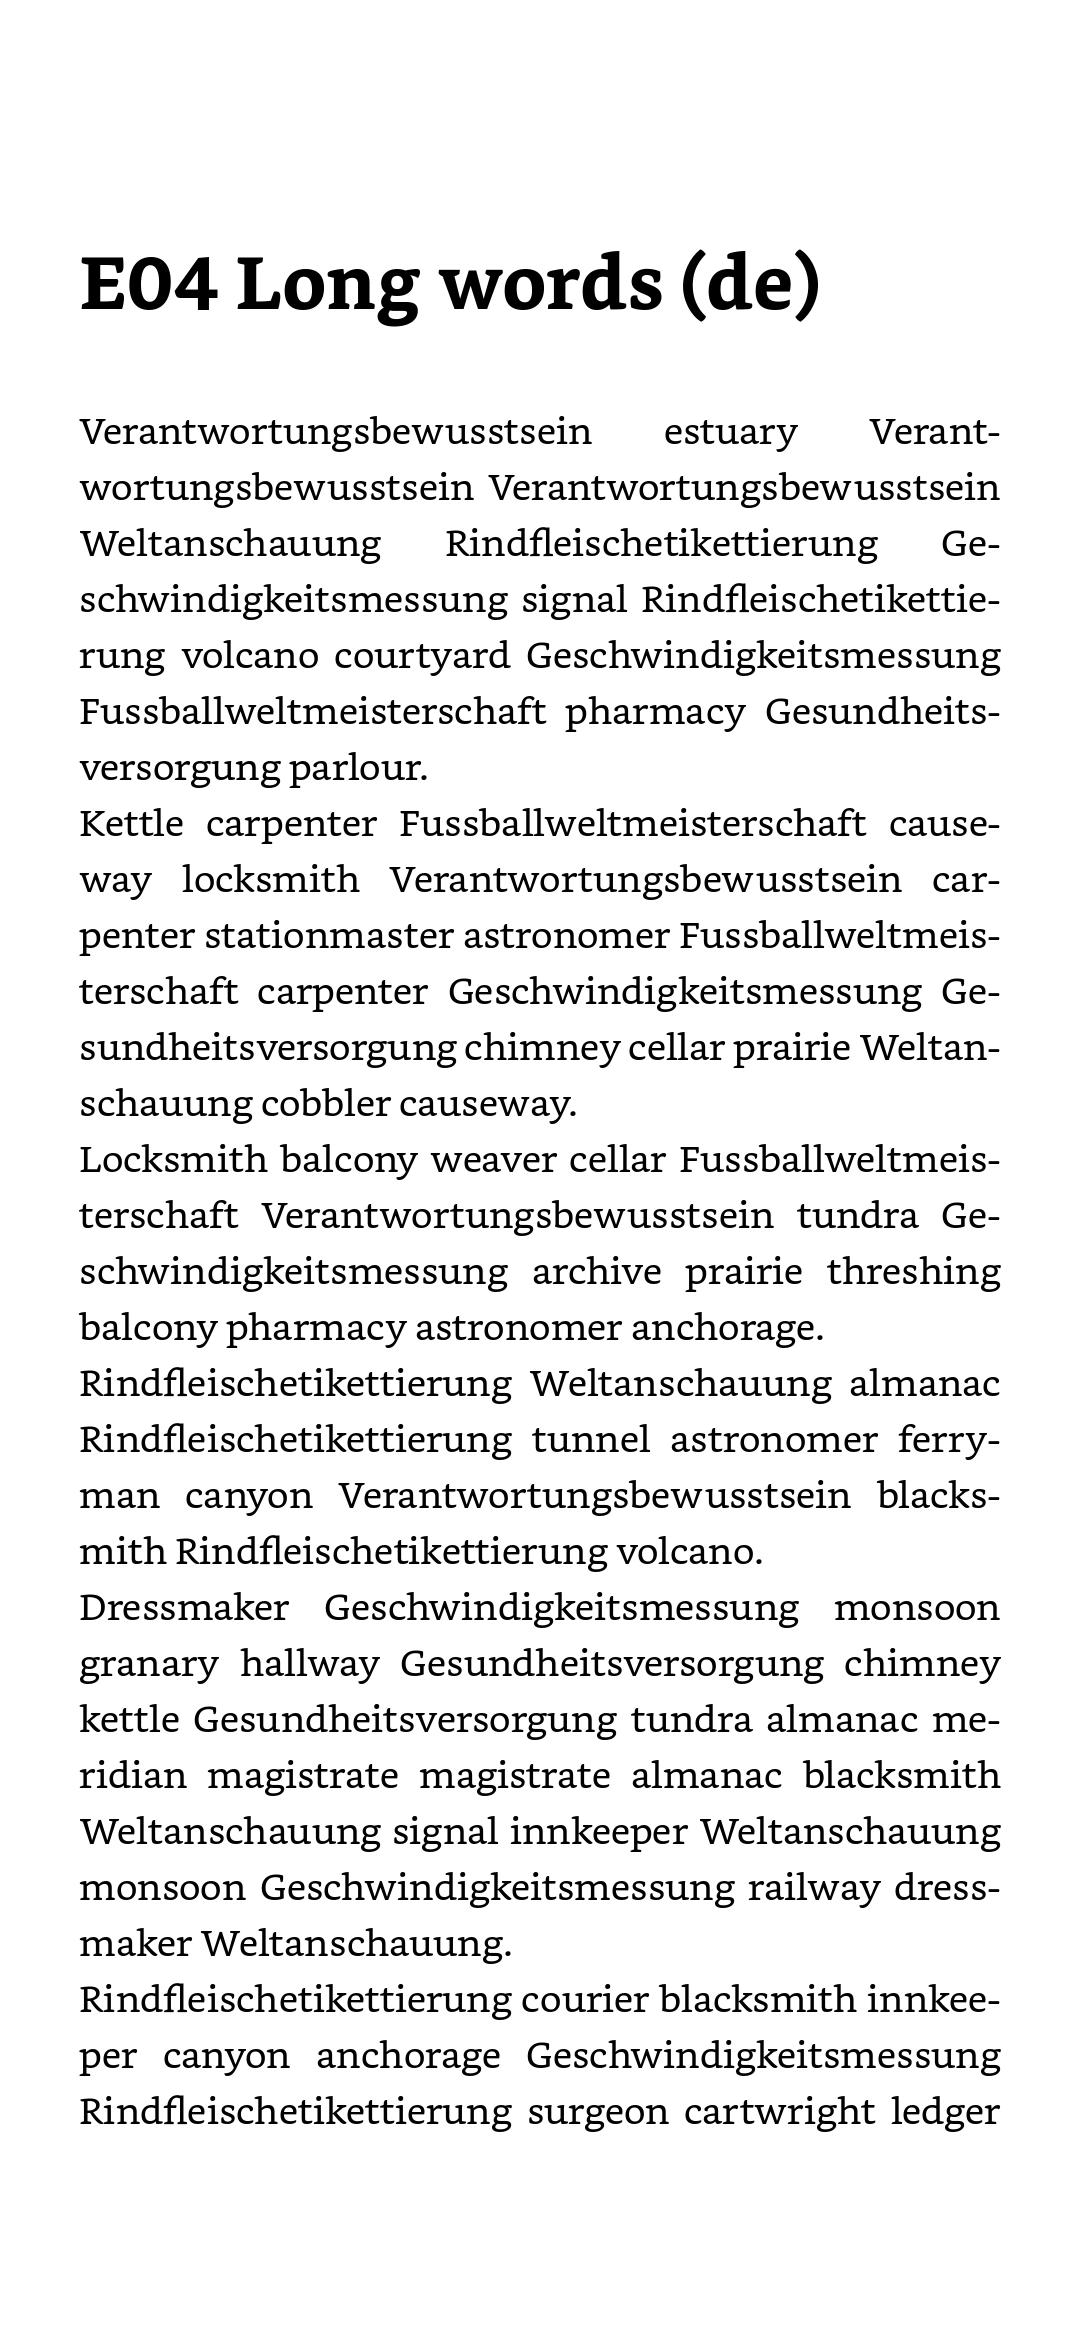 E04 Long words (de)
Verantwortungsbewusstsein estuary Verant-
wortungsbewusstsein Verantwortungsbewusstsein
Weltanschauung Rindfleischetikettierung Ge-
schwindigkeitsmessung signal Rindfleischetikettie-
rung volcano courtyard Geschwindigkeitsmessung
Fussballweltmeisterschaft pharmacy Gesundheits-
versorgung parlour.
Kettle carpenter Fussballweltmeisterschaft cause-
way locksmith Verantwortungsbewusstsein car-
penter stationmaster astronomer Fussballweltmeis-
terschaft carpenter Geschwindigkeitsmessung Ge-
sundheitsversorgung chimney cellar prairie Weltan-
schauung cobbler causeway.
Locksmith balcony weaver cellar Fussballweltmeis-
terschaft Verantwortungsbewusstsein tundra Ge-
schwindigkeitsmessung archive prairie threshing
balcony pharmacy astronomer anchorage.
Rindfleischetikettierung Weltanschauung almanac
Rindfleischetikettierung tunnel astronomer ferry-
man canyon Verantwortungsbewusstsein blacks-
mith Rindfleischetikettierung volcano.
Dressmaker Geschwindigkeitsmessung monsoon
granary hallway Gesundheitsversorgung chimney
kettle Gesundheitsversorgung tundra almanac me-
ridian magistrate magistrate almanac blacksmith
Weltanschauung signal innkeeper Weltanschauung
monsoon Geschwindigkeitsmessung railway dress-
maker Weltanschauung.
Rindfleischetikettierung courier blacksmith innkee-
per canyon anchorage Geschwindigkeitsmessung
Rindfleischetikettierung surgeon cartwright ledger